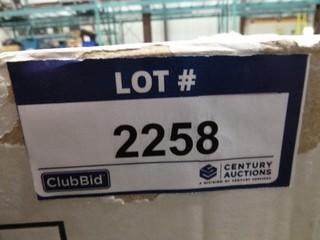 LOT #
2258
ClubBid
CENTURY
AUCTIONS
A DIVISION OF CENTURY SERVICES